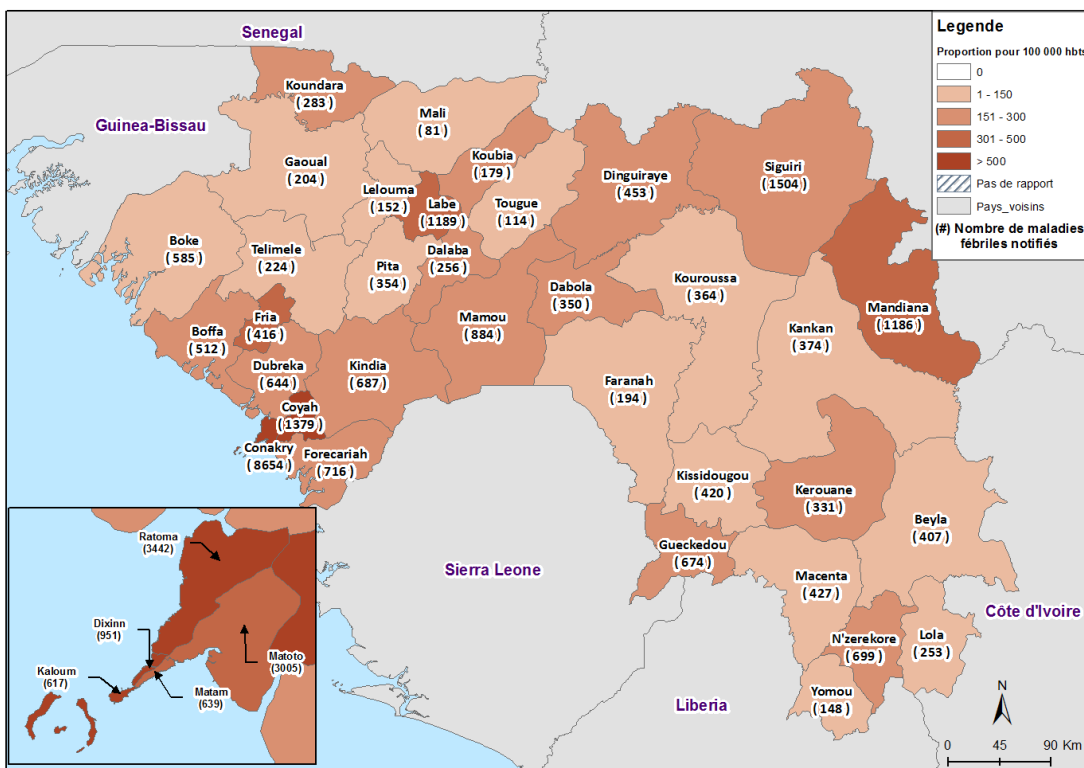 Senegal
Guinea-Bissau
Koundara
( 283 )
Mali
( 81 )
Gaoual
( 204 )
Koubia
( 179 )
Lelouma
( 152 )
Labe
( 1189 )
Tougue
( 114 )
Dinguiraye
( 453 )
Siguiri
( 1504 )
Boke
( 585 )
Telimele
( 224 )
Pita
( 354 )
Dalaba
( 256 )
Dabola
( 350 )
Kouroussa
( 364 )
Mandiana
( 1186 )
Kankan
( 374 )
Boffa
( 512 )
Fria
( 416 )
Mamou
( 884 )
Dubreka
( 644 )
Kindia
( 687 )
Faranah
( 194 )
Coyah
( 1379 )
Conakry
( 8654 )
Forecariah
( 716 )
Kissidougou
( 420 )
Kerouane
( 331 )
Beyla
( 407 )
Gueckedou
( 674 )
Macenta
( 427 )
N'zerekore
( 699 )
Lola
( 253 )
Yomou
( 148 )
Sierra Leone
Liberia
Côte d'Ivoire
Legende
Proportion pour 100 000 hbts
0
1 - 150
151 - 300
301 - 500
> 500
Pas de rapport
Pays_voisins
(#) Nombre de maladies
fébriles notifiés
Ratoma
(3442)
Dixinn
(951)
Kaloum
(617)
Matoto
(3005)
Matam
(639)
N
0 45 90 Km